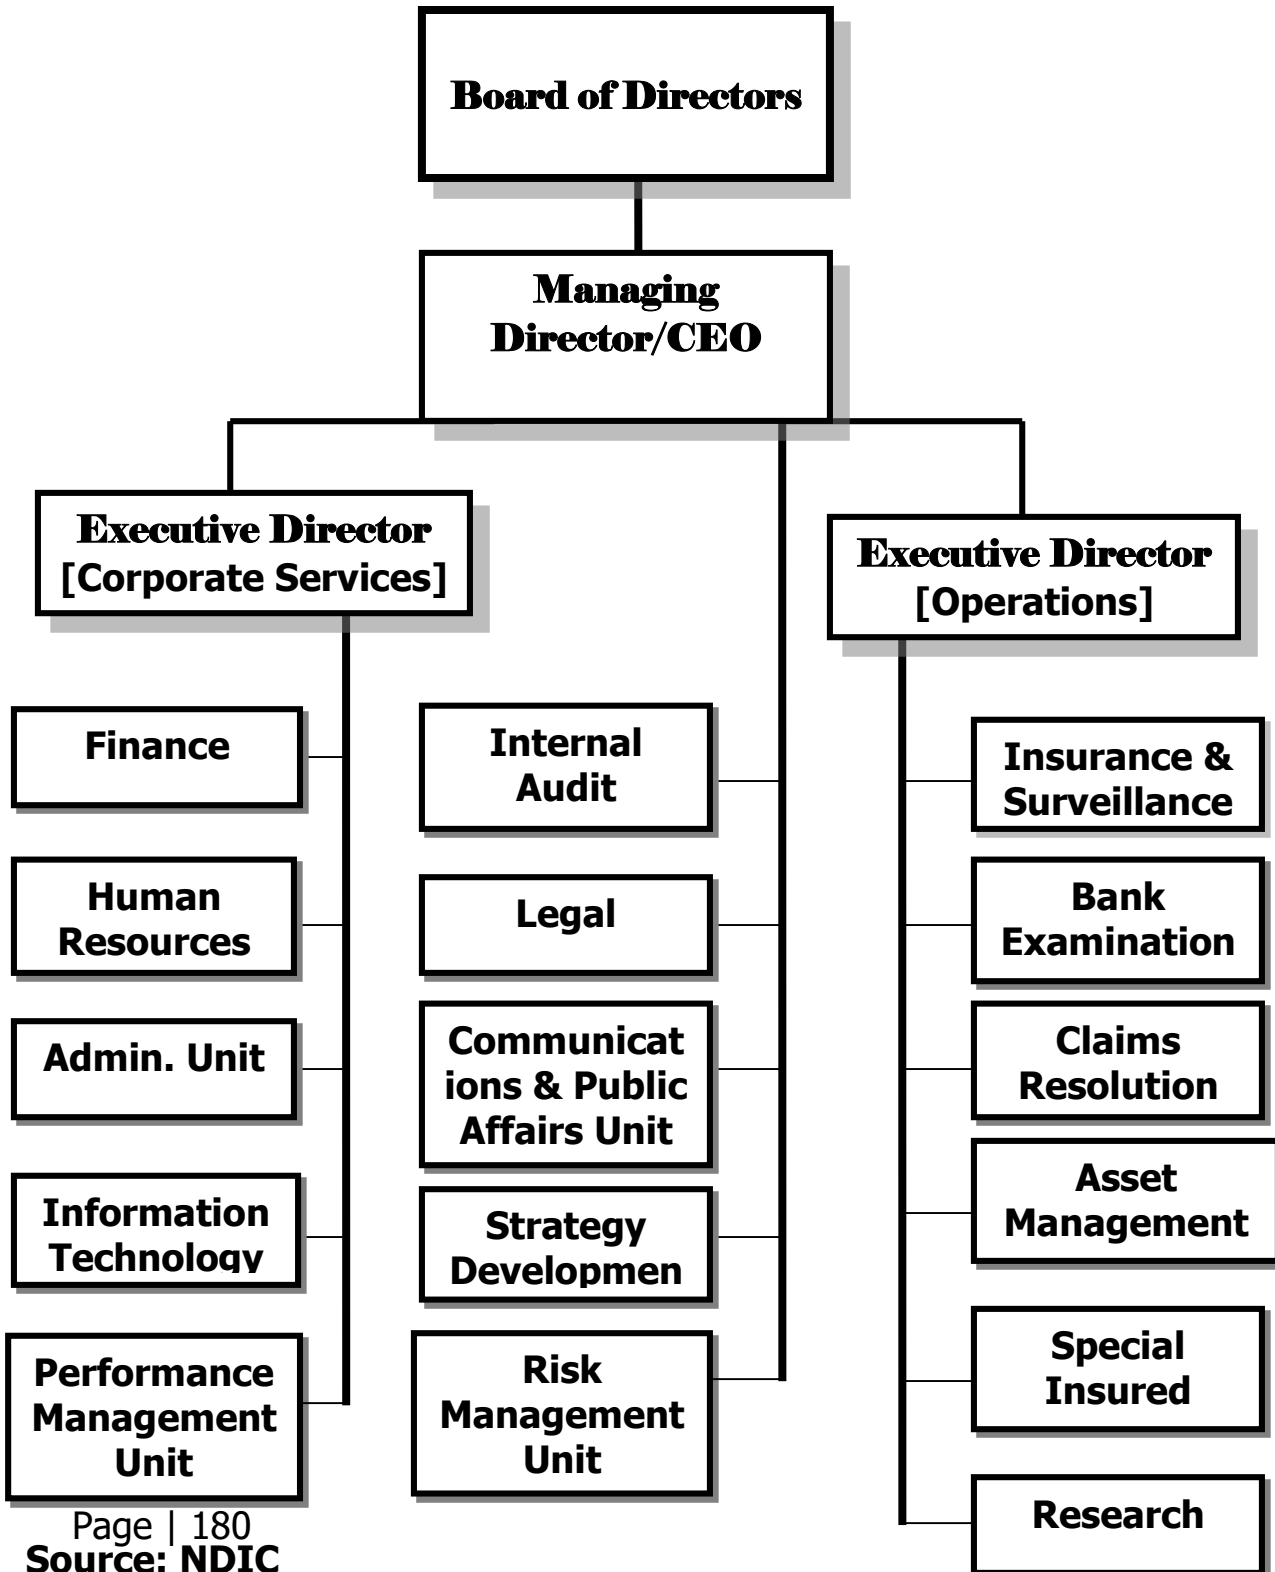 Board of Directors
Managing
Director/CEO
Executive Director
[Corporate Services]
Executive Director
[Operations]
Finance
Human
Resources
Admin. Unit
Information
Technology
Performance
Management
Unit
Internal
Audit
Legal
Communicat
ions & Public
Affairs Unit
Strategy
Developmen
Risk
Management
Unit
Insurance &
Surveillance
Bank
Examination
Claims
Resolution
Asset
Management
Special
Insured
Research
Page | 180
Source: NDIC